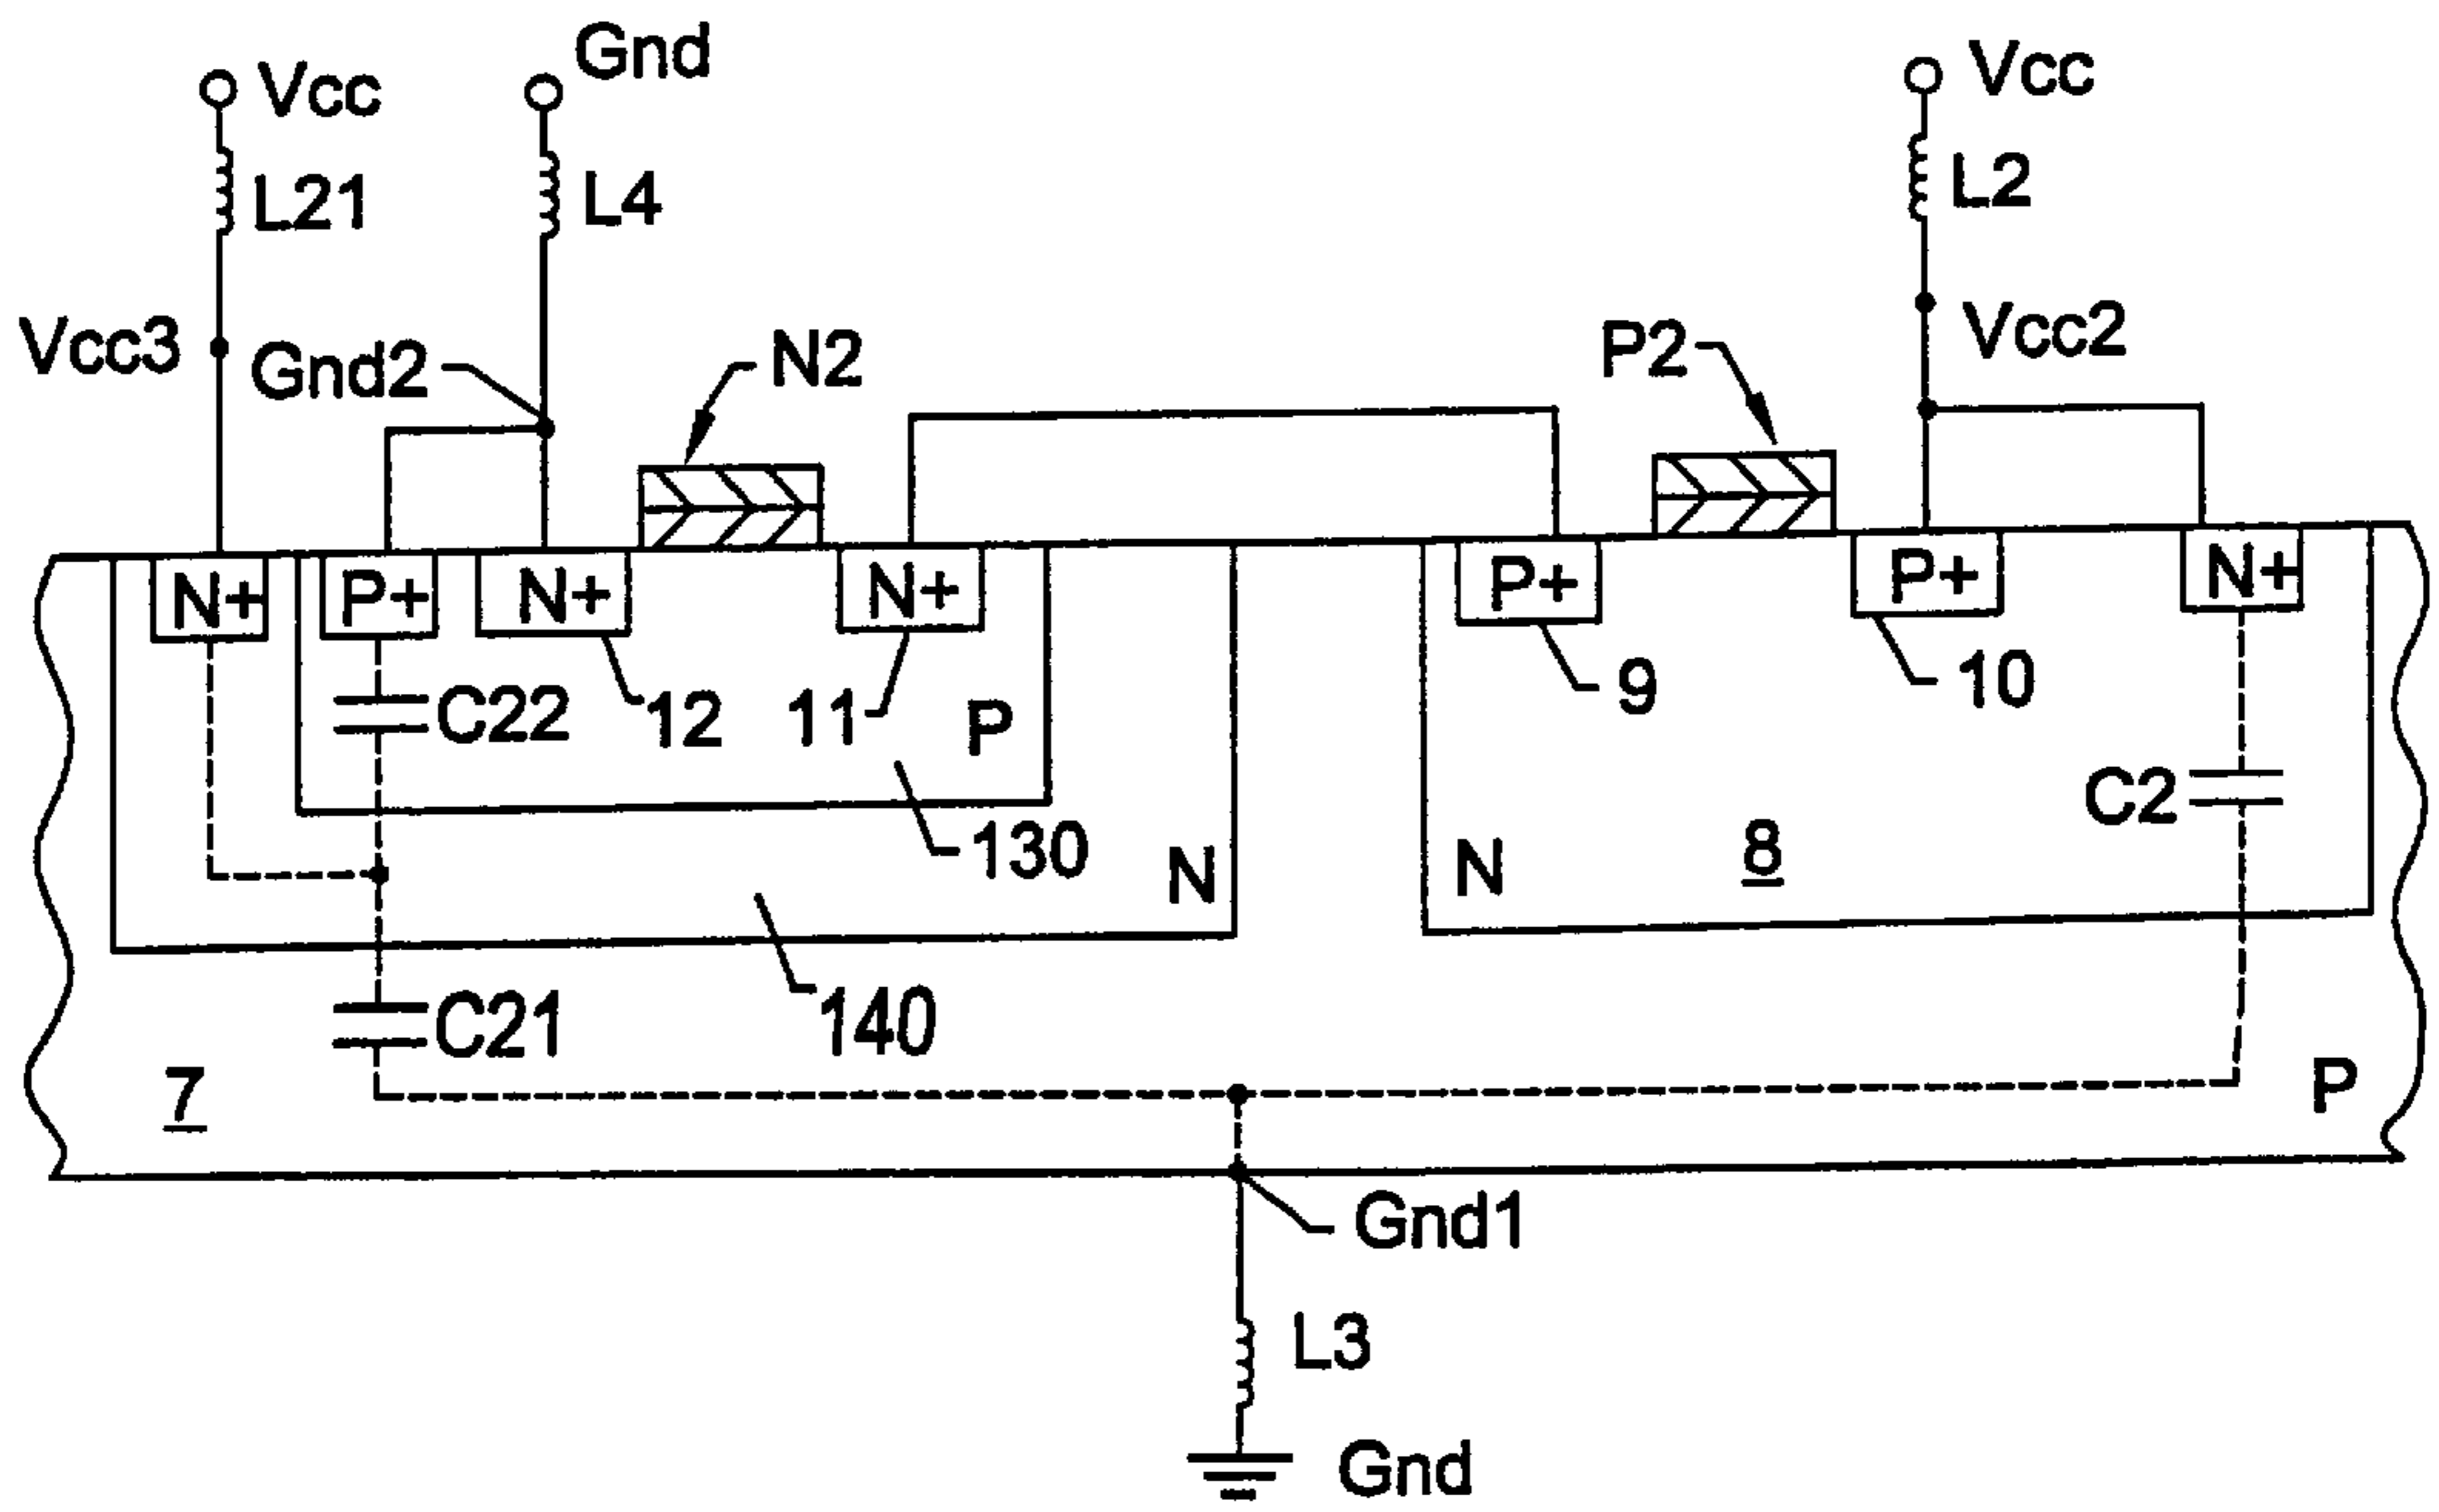 Gnd
Vcc
Vcc
L21
L4
L2
Vcc3
Gnd2
N2
P2
Vcc2
N+
P+
N+
N+
P+
P+
N+
C22
12
11
P
9
10
130
N
N
8
C2
C21
140
7
P
Gnd1
L3
Gnd